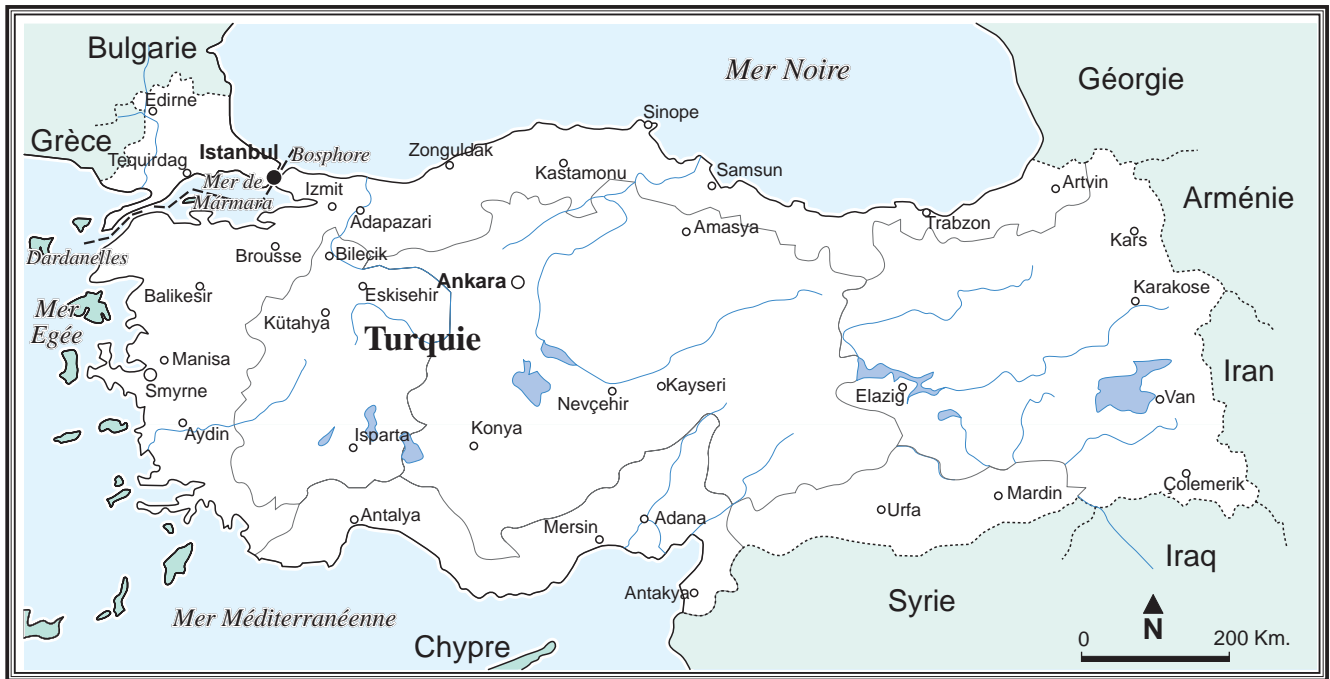 Bulgarie
Mer Noire
Géorgie
Edirne
Sinope
Grèce
Tequirdag
Istanbul
Bosphore
Zonguldak
Kastamonu
Samsun
Artvin
Arménie
Mer de
Marmara
Izmit
Adapazari
Amasya
Trabzon
Kars
Dardanelles
Brousse
Bilecik
Ankara
Eskisehir
Balikesir
Karakose
Mer
Egée
Kütahya
Turquie
Manisa
Smyrne
Nevçehir
Kayseri
Elazig
Van
Iran
Aydin
Isparta
Konya
Çolemerik
Mardin
Urfa
Antalya
Mersin
Adana
Iraq
Antakya
Syrie
Mer Méditerranéenne
Chypre
N
0
200 Km.